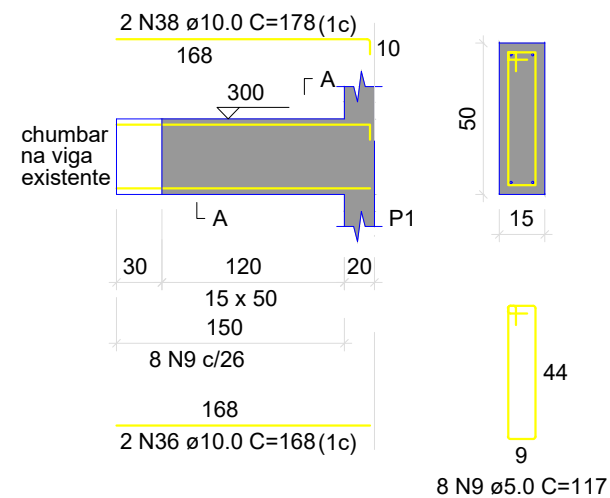 2 N38 ø10.0 C=178(1c)
168
10
A
300
chumbar
na viga
existente
A
P1
30
120
20
15 x 50
150
8 N9 c/26
168
2 N36 ø10.0 C=168(1c)
50
15
44
9
8 N9 ø5.0 C=117